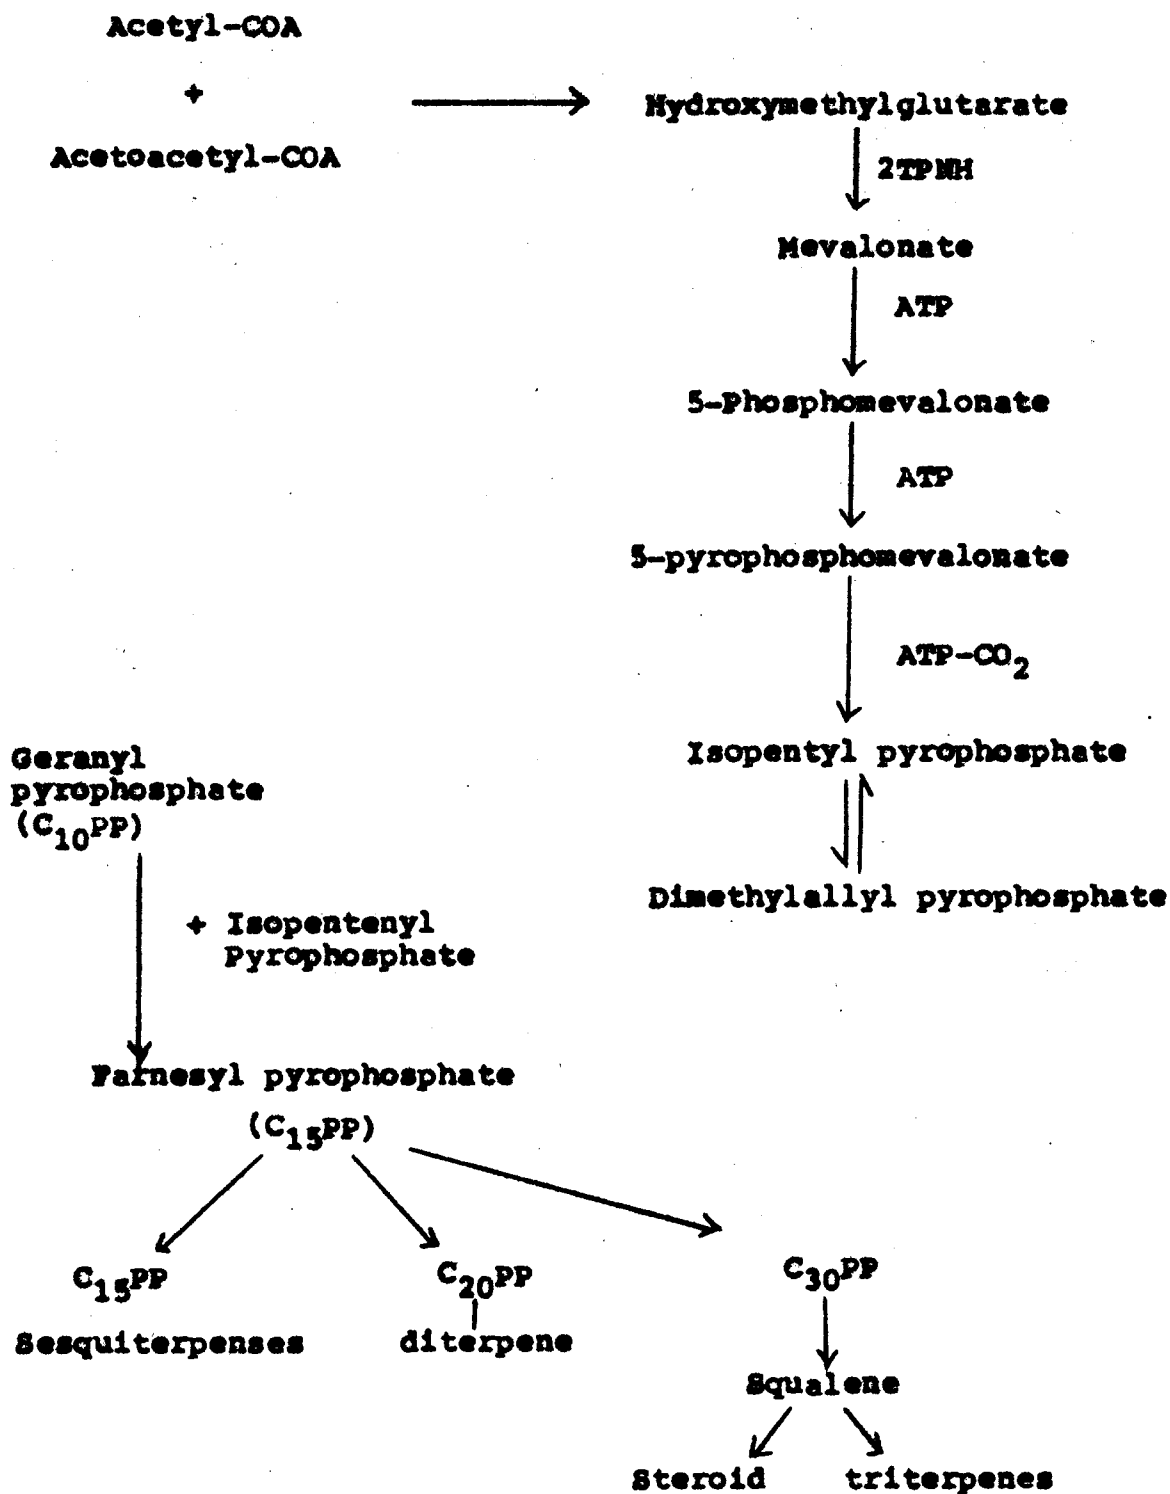 Acetyl-COA
+
Acetoacetyl-COA
Hydroxymethylglutarate
2TPNH
Mevalonate
ATP
5-Phosphomevalonate
ATP
5-pyrophosphomevalonate
ATP-CO2
Isopentyl pyrophosphate
Dimethylallyl pyrophosphate
Geranyl
pyrophosphate
(C10PP)
+ Isopentenyl
Pyrophosphate
Farnesyl pyrophosphate
(C15PP)
C15PP
Sesquiterpenses
C20PP
diterpene
C30PP
Squalene
Steroid
triterpenes